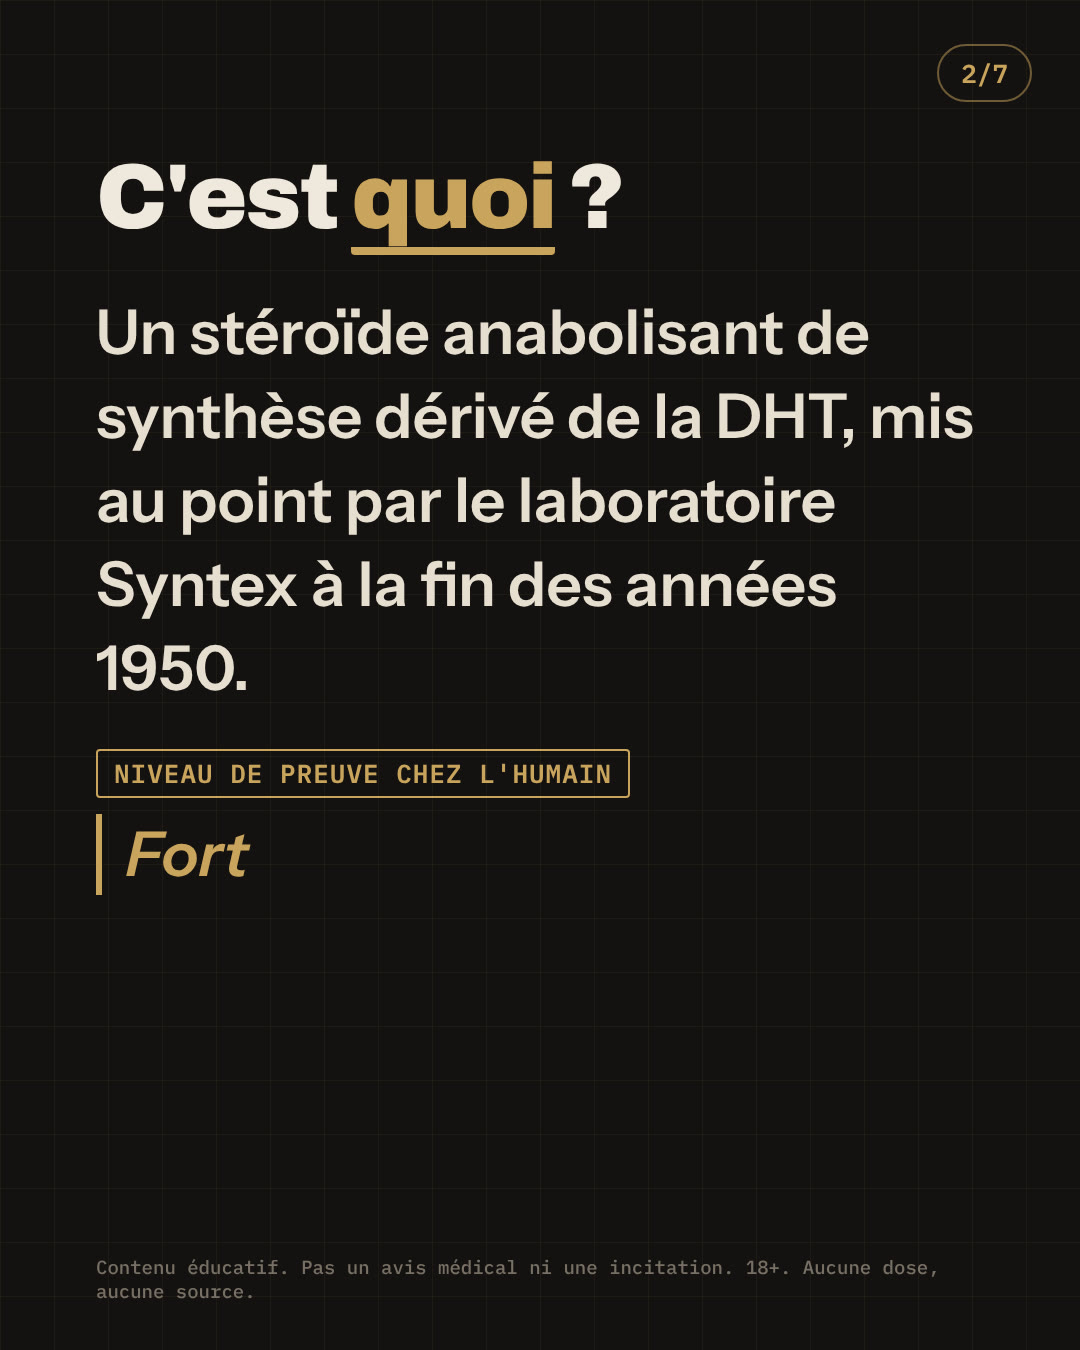 2/7
C'est quoi ?
Un stéroïde anabolisant de
synthèse dérivé de la DHT, mis
au point par le laboratoire
Syntex à la fin des années
1950.
NIVEAU DE PREUVE CHEZ L'HUMAIN
Fort
Contenu éducatif. Pas un avis médical ni une incitation. 18+. Aucune dose,
aucune source.